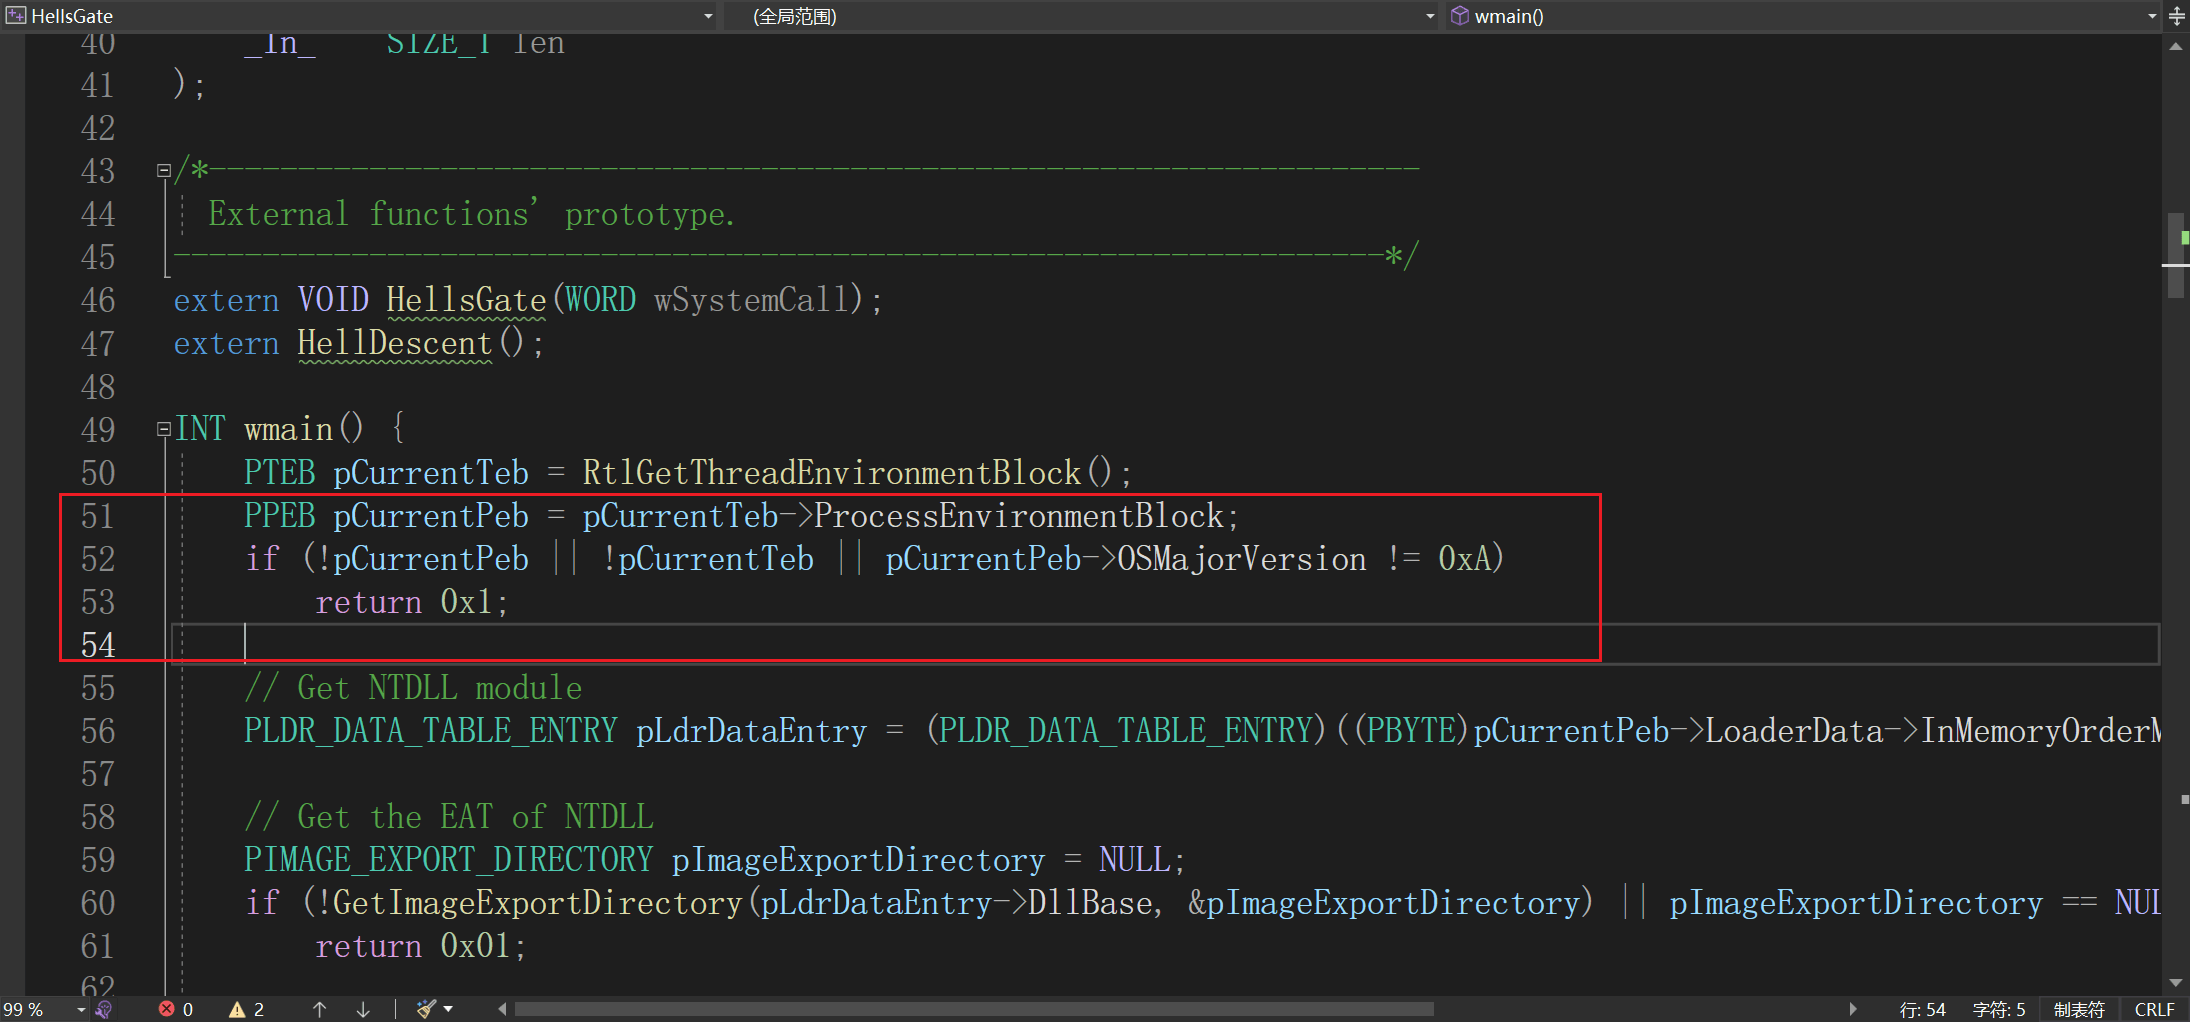 HellsGate (全局范围) wmain()
40 _In_ SIZE_T len
41 );
42
43 /*--------------------------------------------------------------------
44 External functions' prototype.
45 --------------------------------------------------------------------*/
46 extern VOID HellsGate(WORD wSystemCall);
47 extern HellDescent();
48
49 INT wmain() {
50 PTEB pCurrentTeb = RtlGetThreadEnvironmentBlock();
51 PPEB pCurrentPeb = pCurrentTeb->ProcessEnvironmentBlock;
52 if (!pCurrentPeb || !pCurrentTeb || pCurrentPeb->OSMajorVersion != 0xA)
53 return 0x1;
54
55 // Get NTDLL module
56 PLDR_DATA_TABLE_ENTRY pLdrDataEntry = (PLDR_DATA_TABLE_ENTRY)((PBYTE)pCurrentPeb->LoaderData->InMemoryOrderM
57
58 // Get the EAT of NTDLL
59 PIMAGE_EXPORT_DIRECTORY pImageExportDirectory = NULL;
60 if (!GetImageExportDirectory(pLdrDataEntry->DllBase, &pImageExportDirectory) || pImageExportDirectory == NUL
61 return 0x01;
62
99 % 0 2 行: 54 字符: 5 制表符 CRLF